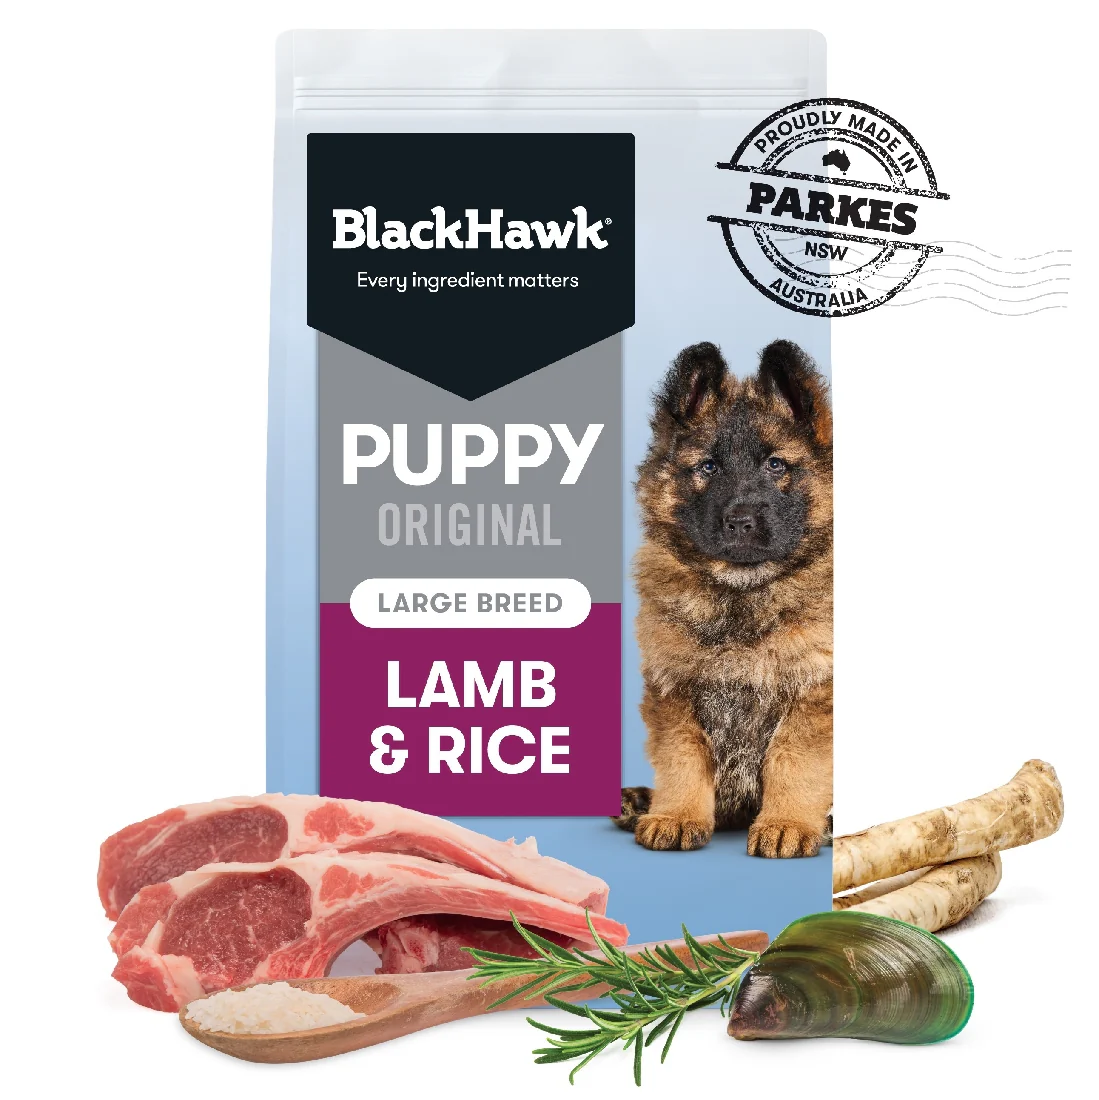 BlackHawk®
Every ingredient matters
PUPPY
ORIGINAL
LARGE BREED
LAMB
& RICE
PROUDLY MADE IN
PARKES
NSW
AUSTRALIA